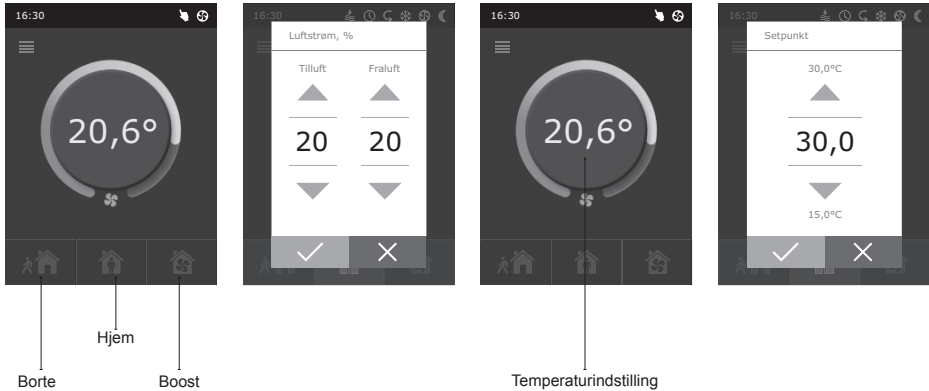 16:30
20,6°
Hjem
Borte
Boost
16:30
Luftstrøm, %
Tilluft Fraluft
20 20
16:30
20,6°
Temperaturindstilling
16:30
Setpunkt
30,0°C
30,0
15,0°C